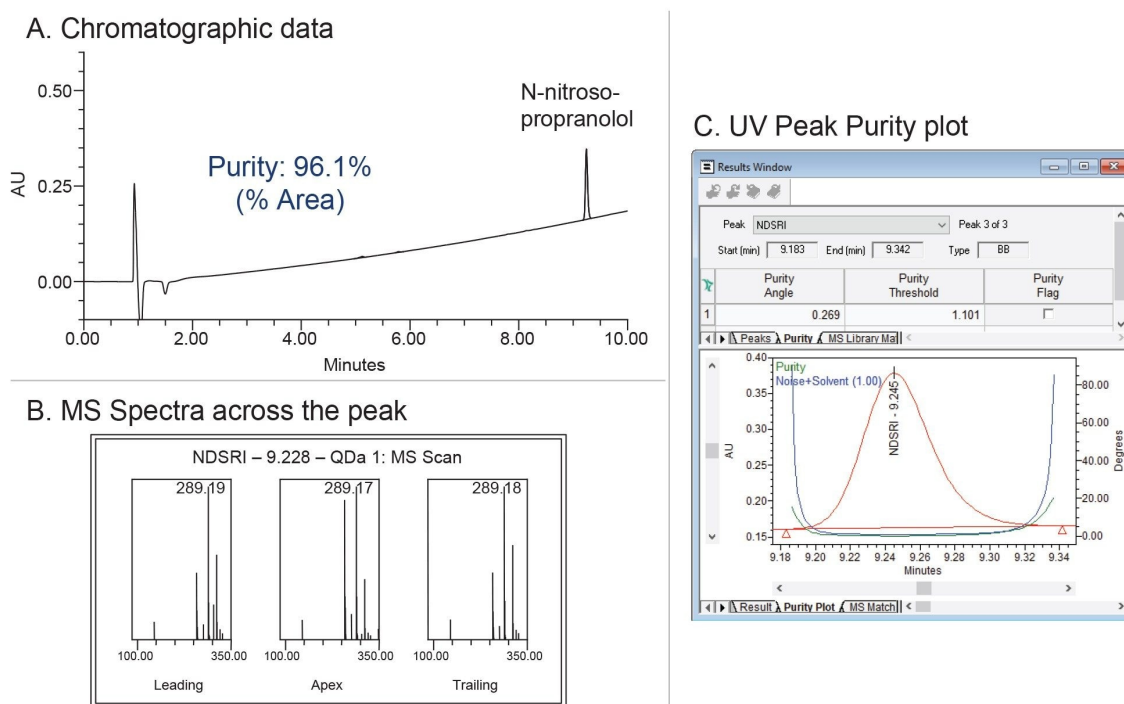 A. Chromatographic data
0.50
0.25
0.00
AU
N-nitroso-
propranolol
Purity: 96.1%
(% Area)
0.00 2.00 4.00 6.00 8.00 10.00
Minutes
B. MS Spectra across the peak
NDSRI – 9.228 – QDa 1: MS Scan
289.19 289.17 289.18
100.00 350.00 100.00 350.00 100.00 350.00
Leading Apex Trailing
C. UV Peak Purity plot
Results Window
Peak NDSRI Peak 3 of 3
Start (min) 9.183 End (min) 9.342 Type BB
Purity Angle Purity Threshold Purity Flag
1 0.269 1.101
Peaks Purity MS Library Mat
Purity
Noise+Solvent (1.00)
NDSRI - 9.245
0.40
0.35
0.30
0.25
0.20
0.15
AU
80.00
60.00
40.00
20.00
0.00
Degrees
9.18 9.20 9.22 9.24 9.26 9.28 9.30 9.32 9.34
Minutes
Result Purity Plot MS Match